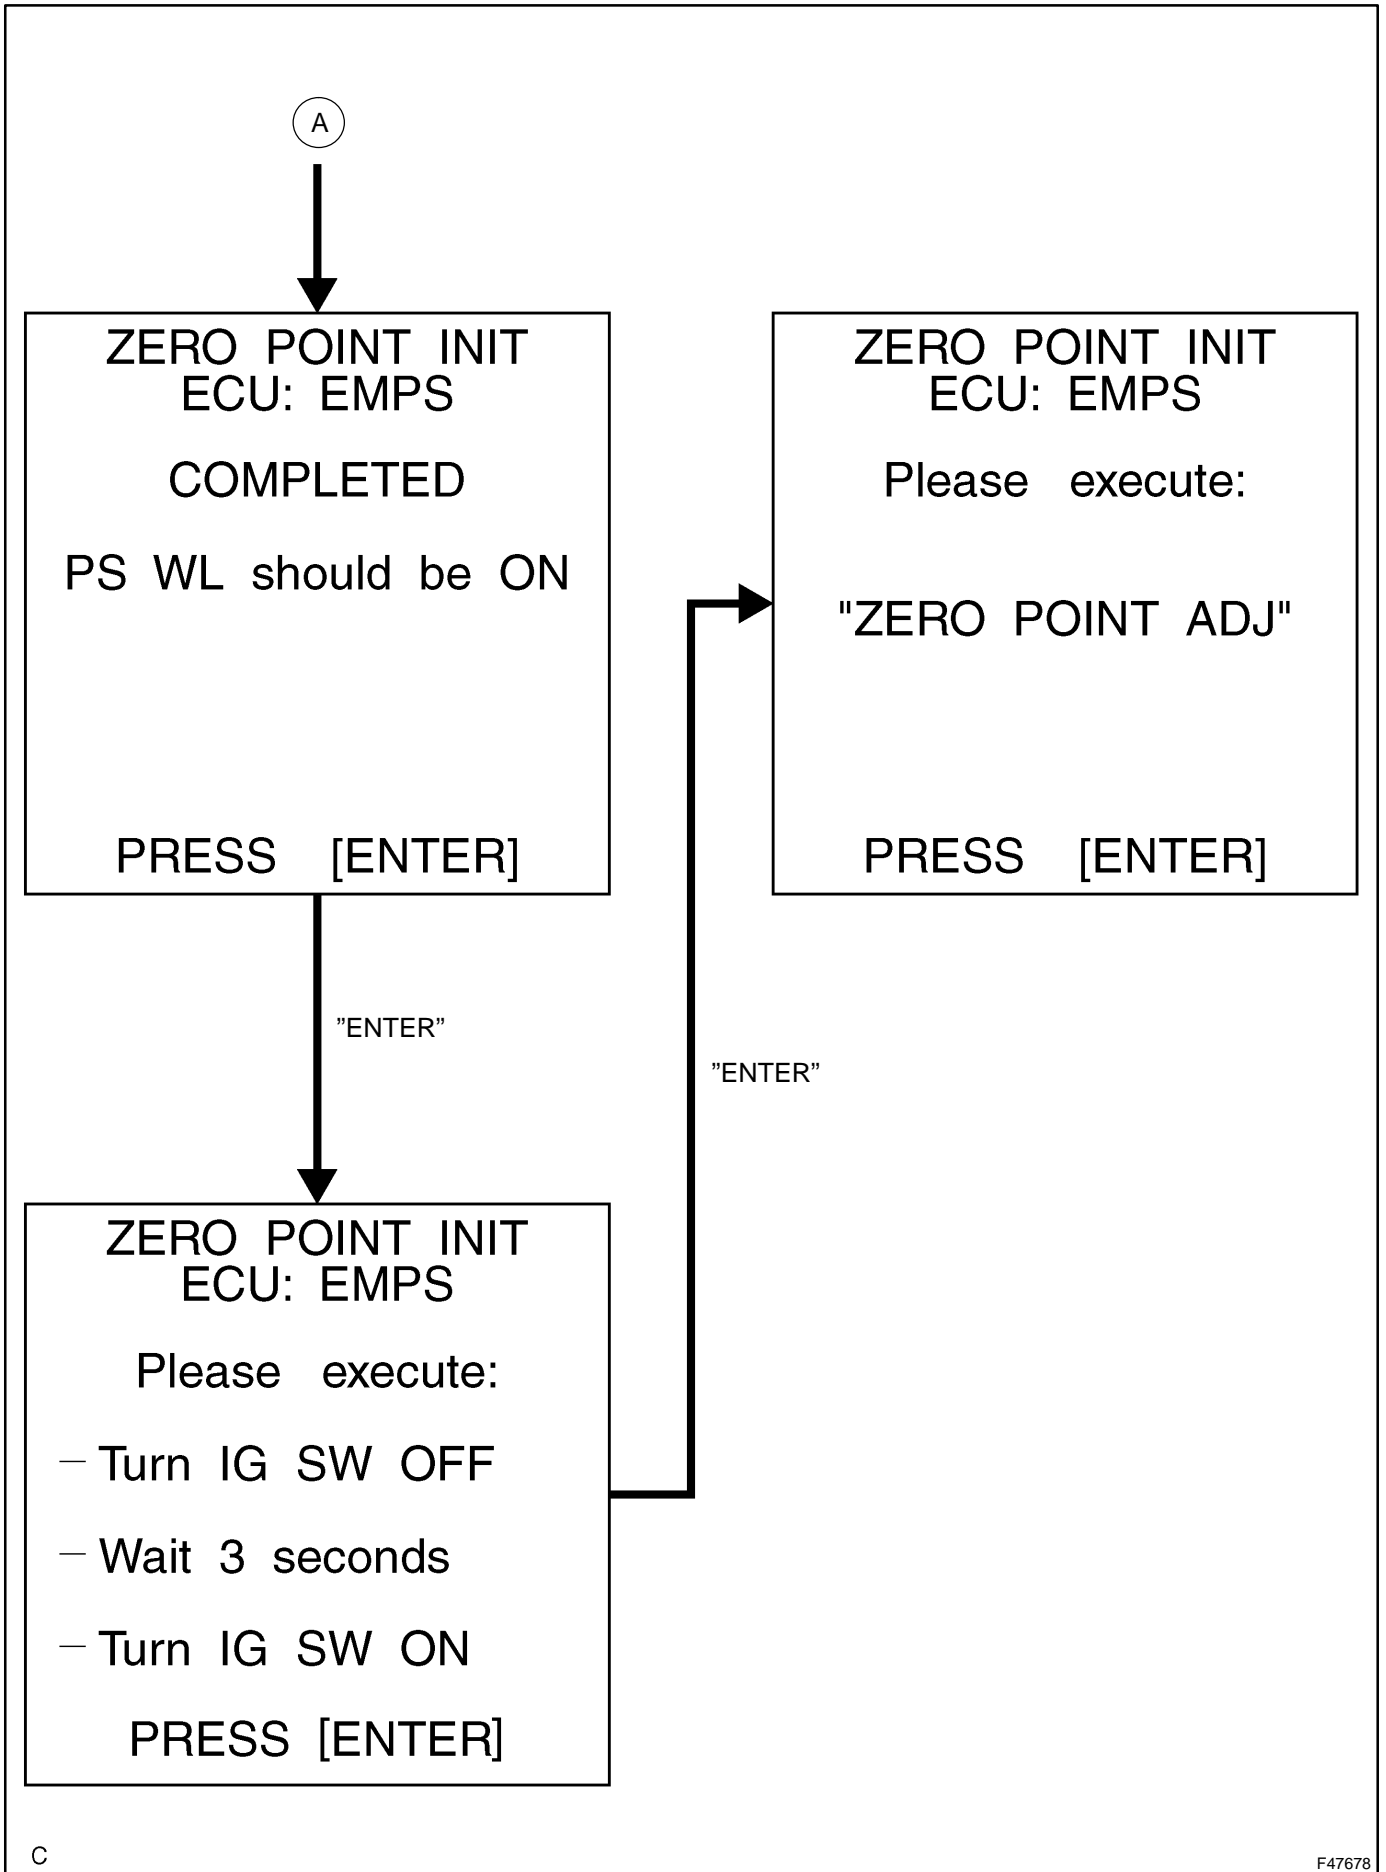 A
ZERO POINT INIT
ECU: EMPS
COMPLETED
PS WL should be ON
PRESS [ENTER]
”ENTER”
ZERO POINT INIT
ECU: EMPS
Please execute:
– Turn IG SW OFF
– Wait 3 seconds
– Turn IG SW ON
PRESS [ENTER]
”ENTER”
ZERO POINT INIT
ECU: EMPS
Please execute:
"ZERO POINT ADJ"
PRESS [ENTER]
C
F47678